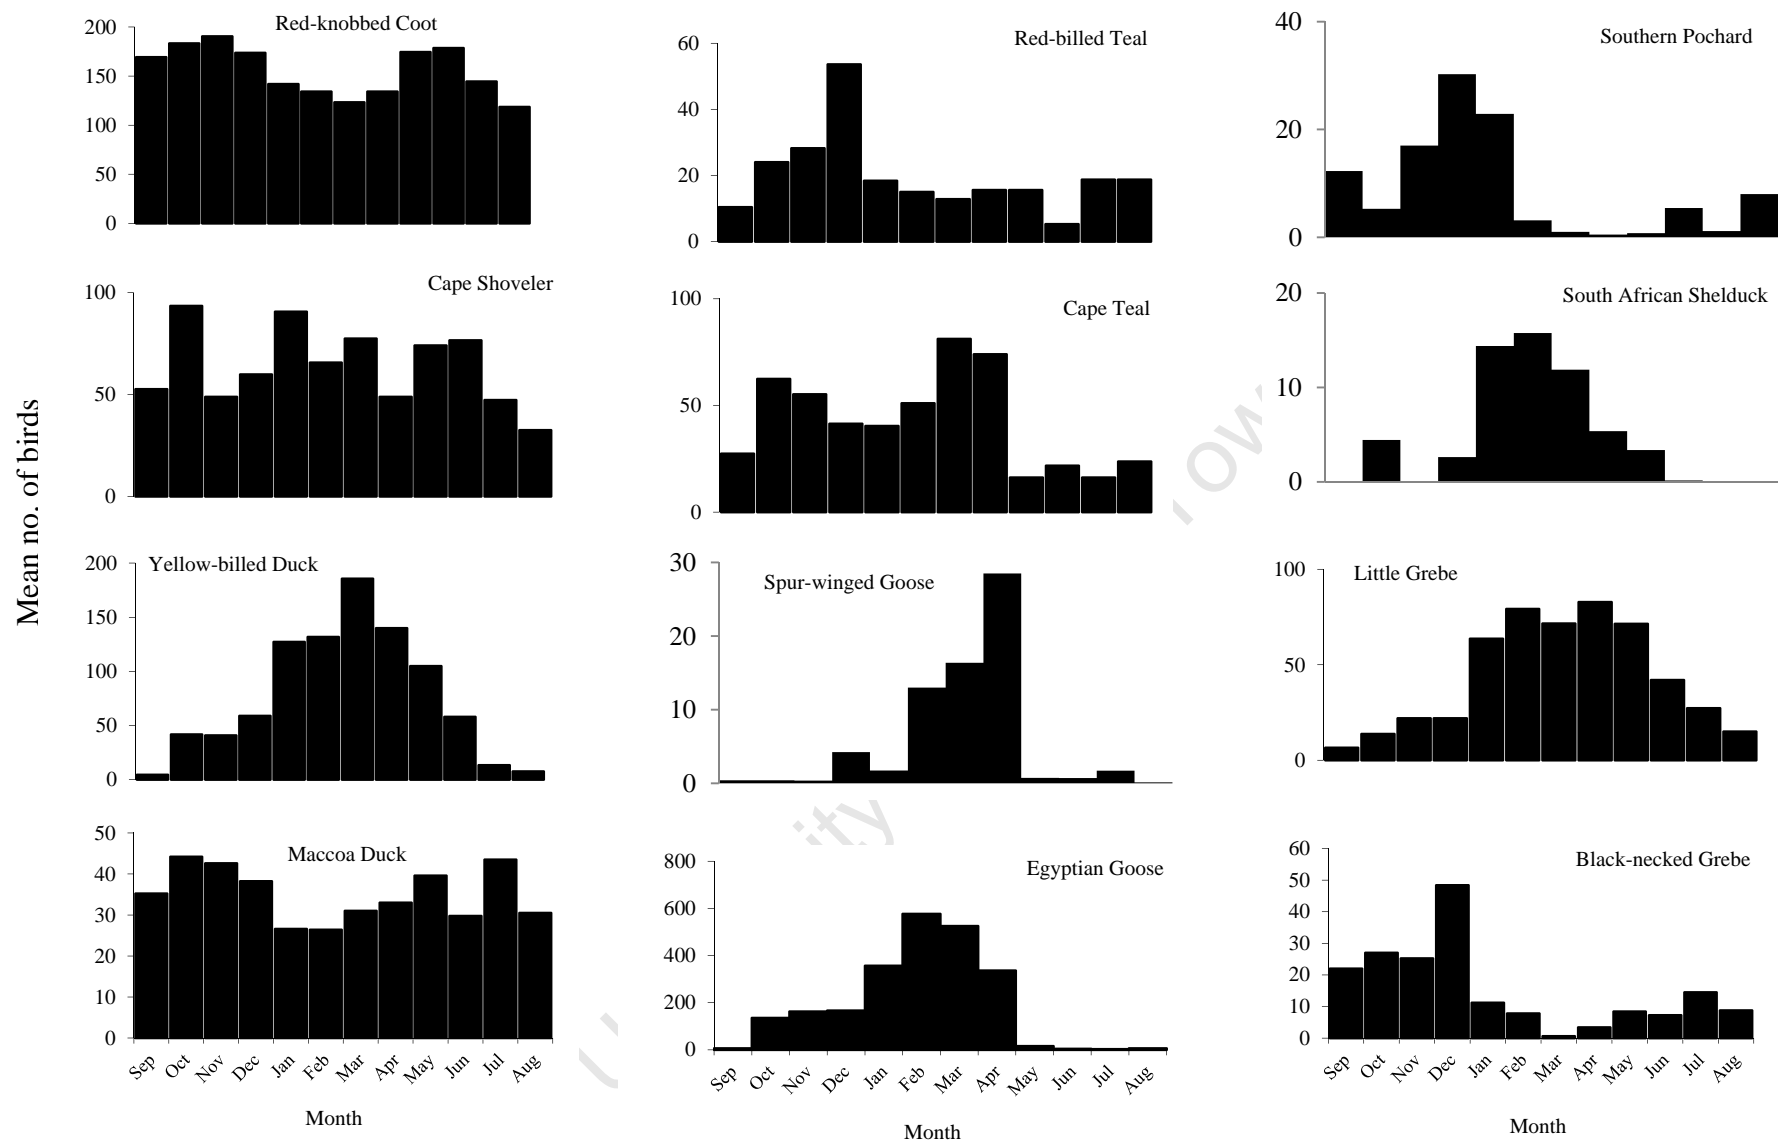 Mean no. of birds
Red-knobbed Coot
200
150
100
50
0
Red-billed Teal
60
40
20
0
Southern Pochard
40
20
0
Cape Shoveler
100
50
0
Cape Teal
100
50
0
South African Shelduck
20
10
0
Yellow-billed Duck
200
150
100
50
0
Spur-winged Goose
30
20
10
0
Little Grebe
100
50
0
Maccoa Duck
50
40
30
20
10
0
Sep Oct Nov Dec Jan Feb Mar Apr May Jun Jul Aug
Month
Egyptian Goose
800
600
400
200
0
Sep Oct Nov Dec Jan Feb Mar Apr May Jun Jul Aug
Month
Black-necked Grebe
60
50
40
30
20
10
0
Sep Oct Nov Dec Jan Feb Mar Apr May Jun Jul Aug
Month